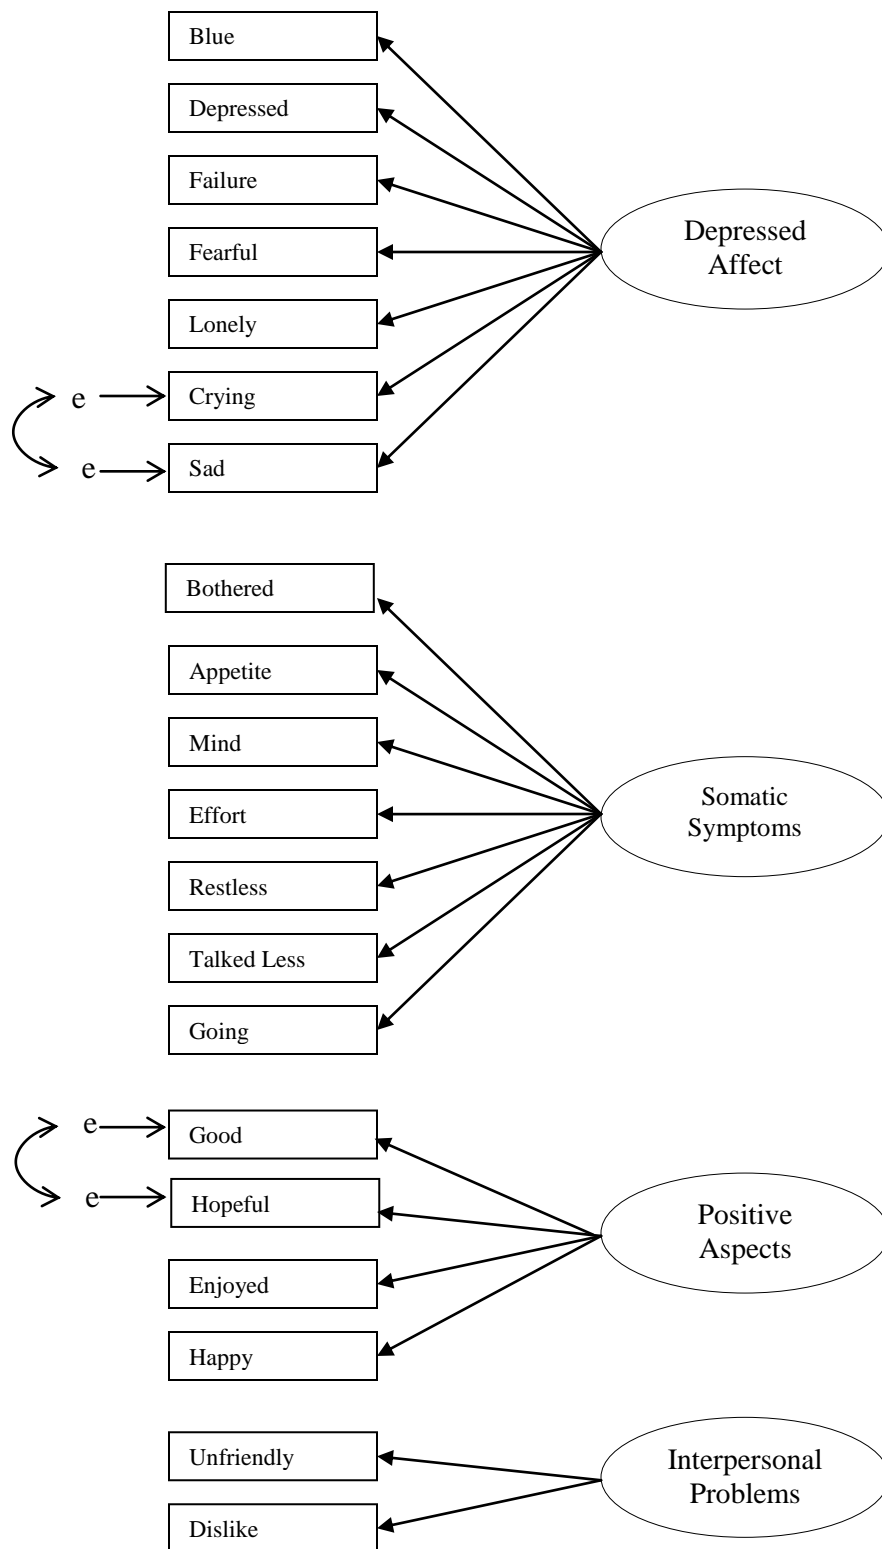 Blue
Depressed
Failure
Depressed
Affect
Fearful
Lonely
e
Crying
e
Sad
Bothered
Appetite
Mind
Somatic
Symptoms
Effort
Restless
Talked Less
Going
e
Good
e
Hopeful
Positive
Aspects
Enjoyed
Happy
Unfriendly
Interpersonal
Problems
Dislike